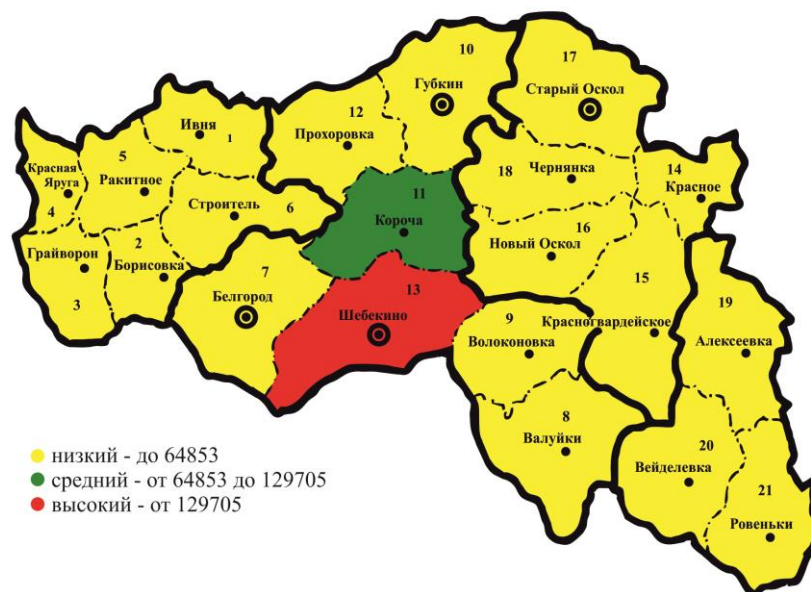 10
Губкин
17
Старый Оскол
12
Прохоровка
Ивня
1
5
Ракитное
Красная
Яруга
4
Строитель
6
11
Короча
18
Чернянка
14
Красное
2
Борисовка
Грайворон
3
7
Белгород
16
Новый Оскол
13
Шебекино
15
Красногвардейское
9
Волоконовка
19
Алексеевка
8
Валуйки
20
Вейделевка
21
Ровеньки
низкий - до 64853
средний - от 64853 до 129705
высокий - от 129705